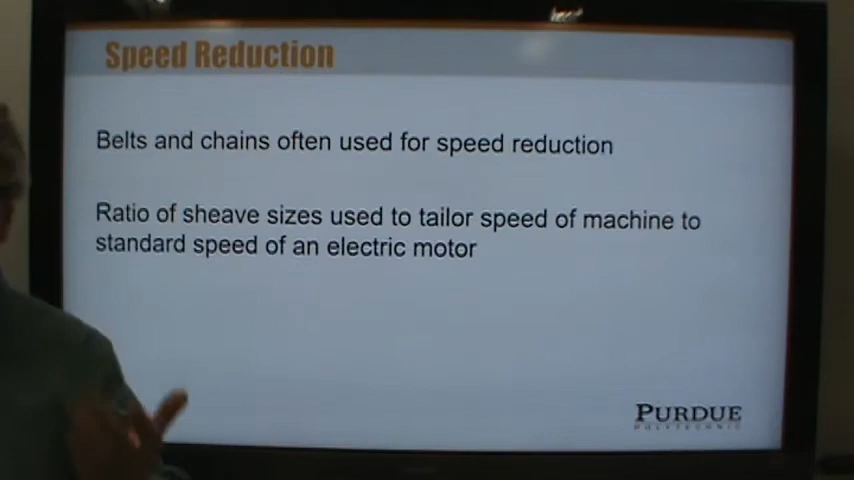 Speed Reduction
Belts and chains often used for speed reduction
Ratio of sheave sizes used to tailor speed of machine to
standard speed of an electric motor
PURDUE
POLYTECHNIC